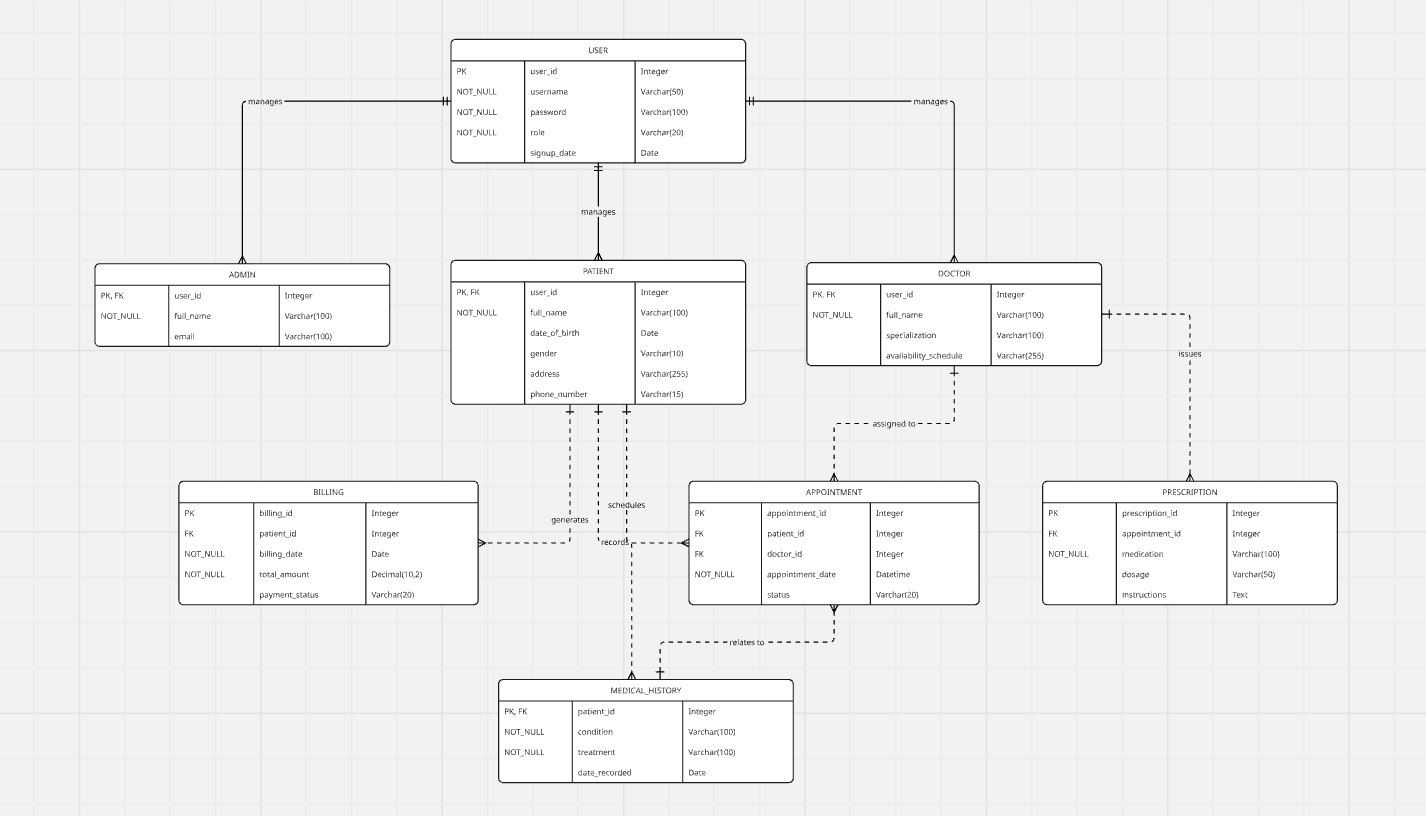 USER
PK user_id Integer
NOT_NULL username Varchar(50)
NOT_NULL password Varchar(100)
NOT_NULL role Varchar(20)
signup_date Date
manages
manages
manages
ADMIN
PK, FK user_id Integer
NOT_NULL full_name Varchar(100)
email Varchar(100)
PATIENT
PK, FK user_id Integer
NOT_NULL full_name Varchar(100)
date_of_birth Date
gender Varchar(10)
address Varchar(255)
phone_number Varchar(15)
DOCTOR
PK, FK user_id Integer
NOT_NULL full_name Varchar(100)
specialization Varchar(100)
availability_schedule Varchar(255)
issues
assigned to
schedules
generates
records
BILLING
PK billing_id Integer
FK patient_id Integer
NOT_NULL billing_date Date
NOT_NULL total_amount Decimal(10,2)
payment_status Varchar(20)
APPOINTMENT
PK appointment_id Integer
FK patient_id Integer
FK doctor_id Integer
NOT_NULL appointment_date Datetime
status Varchar(20)
PRESCRIPTION
PK prescription_id Integer
FK appointment_id Integer
NOT_NULL medication Varchar(100)
dosage Varchar(50)
instructions Text
relates to
MEDICAL_HISTORY
PK, FK patient_id Integer
NOT_NULL condition Varchar(100)
NOT_NULL treatment Varchar(100)
date_recorded Date